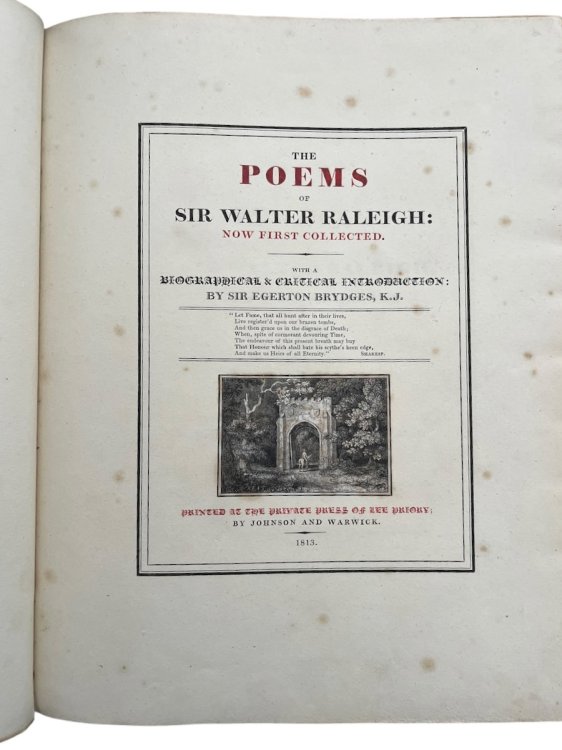 THE
POEMS
OF
SIR WALTER RALEIGH:
NOW FIRST COLLECTED.
WITH A
BIOGRAPHICAL & CRITICAL INTRODUCTION:
BY SIR EGERTON BRYDGES, K.J.
"Let Fame, that all hunt after in their lives,
Live register'd upon our brazen tombs,
And then grace us in the disgrace of Death;
When, spite of cormorant devouring Time,
The endeavour of this present breath may buy
That Honour which shall bate his scythe's keen edge,
And make us Heirs of all Eternity." SHAKESP.
PRINTED AT THE PRIVATE PRESS OF LEE PRIORY;
BY JOHNSON AND WARWICK.
1813.